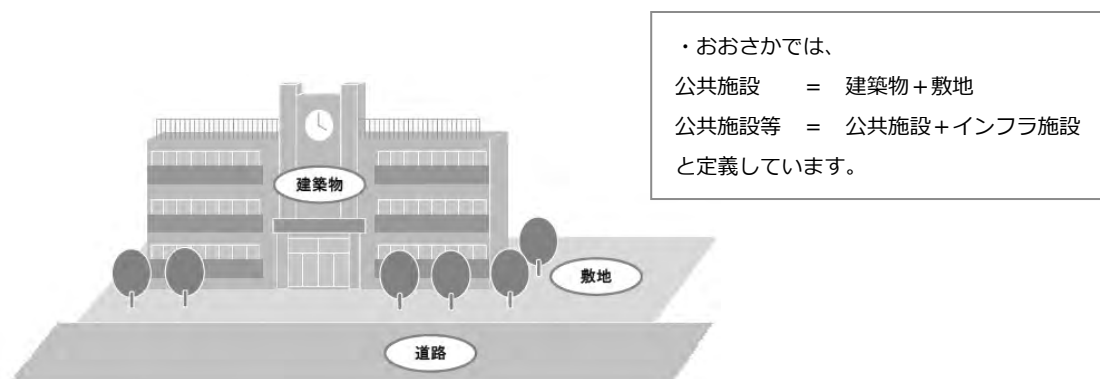 ・おおさかでは、
公共施設　　=　建築物+敷地
公共施設等　=　公共施設+インフラ施設
と定義しています。
建築物
敷地
道路